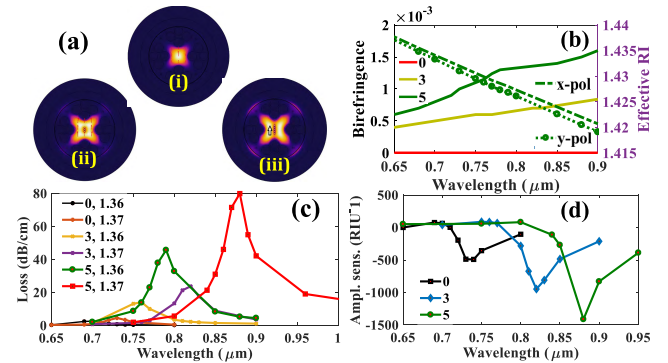 (a)
(i)
(ii)
(iii)
×10⁻³
(b)
Birefringence
2
1.5
1
0.5
0
0
3
5
x-pol
y-pol
1.44
1.435
1.43
1.425
1.42
1.415
Effective RI
0.65 0.7 0.75 0.8 0.85 0.9
Wavelength (μm)
(c)
Loss (dB/cm)
80
60
40
20
0
0, 1.36
0, 1.37
3, 1.36
3, 1.37
5, 1.36
5, 1.37
0.65 0.7 0.75 0.8 0.85 0.9 0.95 1
Wavelength (μm)
(d)
Ampl. sens. (RIU⁻1)
500
0
-500
-1000
-1500
0
3
5
0.65 0.7 0.75 0.8 0.85 0.9 0.95
Wavelength (μm)